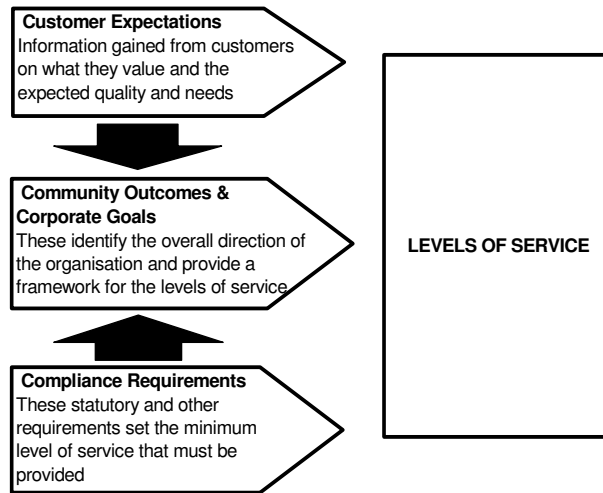 Customer Expectations
Information gained from customers
on what they value and the
expected quality and needs
Community Outcomes &
Corporate Goals
These identify the overall direction of
the organisation and provide a
framework for the levels of service
Compliance Requirements
These statutory and other
requirements set the minimum
level of service that must be
provided
LEVELS OF SERVICE